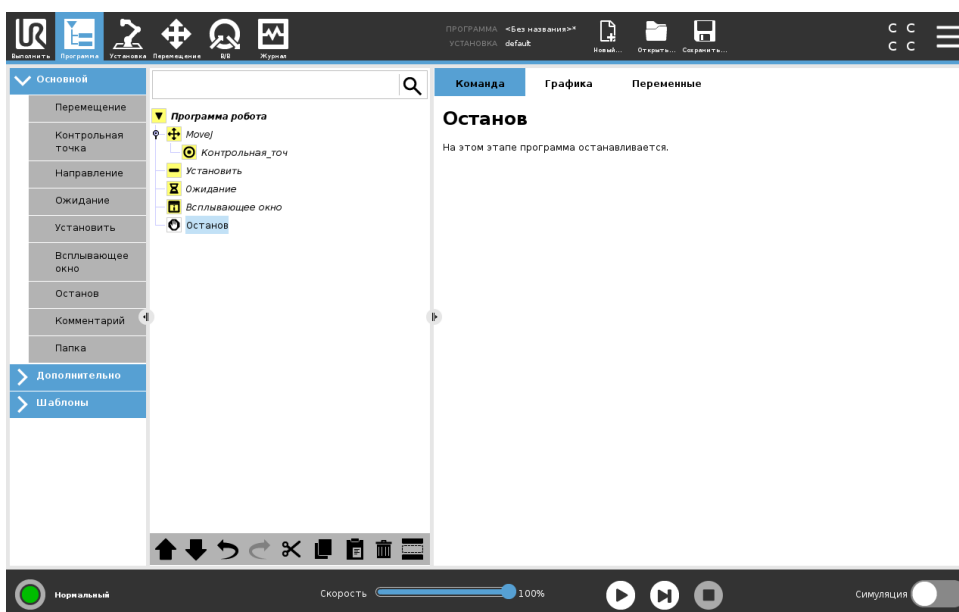 ПРОГРАММА <Без названия>*
УСТАНОВКА default
Выполнить Программа Установка Перемещение В/В Журнал
Новый... Открыть... Сохранить...
C C
C C
Основной
Перемещение
Контрольная
точка
Направление
Ожидание
Установить
Всплывающее
окно
Останов
Комментарий
Папка
Дополнительно
Шаблоны
Программа робота
MoveJ
Контрольная_точ
Установить
Ожидание
Всплывающее окно
Останов
Команда Графика Переменные
Останов
На этом этапе программа останавливается.
Нормальный
Скорость 100%
Симуляция